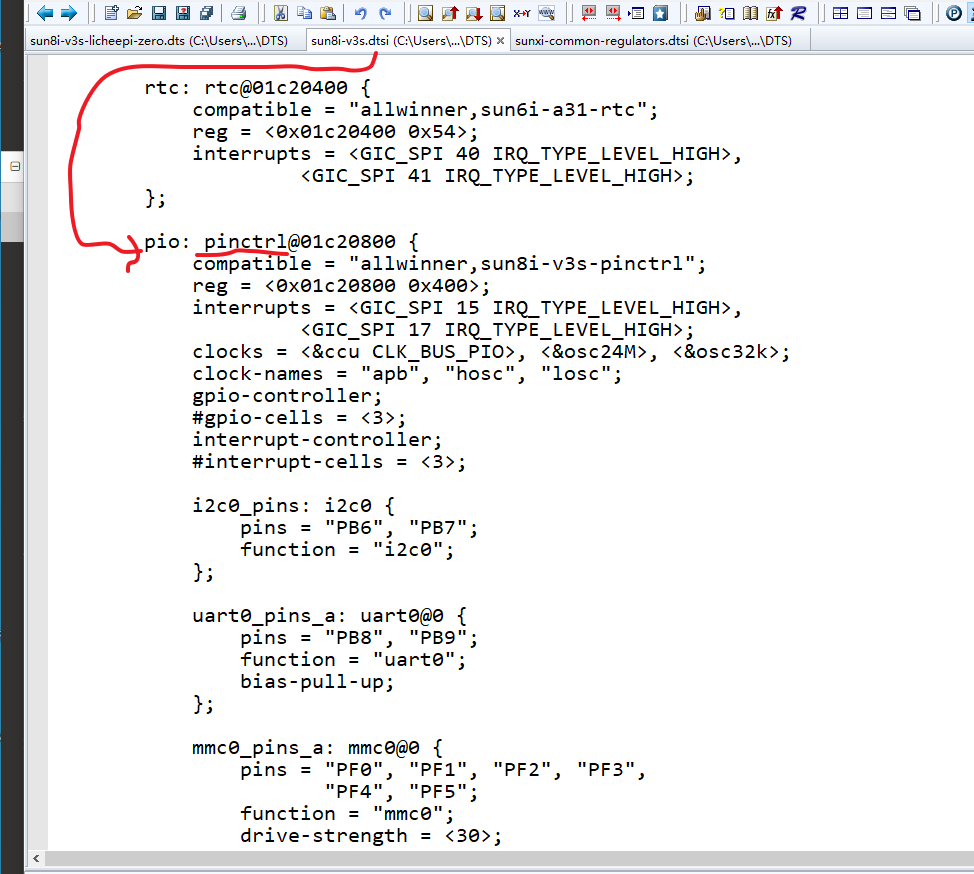 sun8i-v3s-licheepi-zero.dts (C:\Users\...\DTS) sun8i-v3s.dtsi (C:\Users\...\DTS) sunxi-common-regulators.dtsi (C:\Users\...\DTS)
rtc: rtc@01c20400 {
compatible = "allwinner,sun6i-a31-rtc";
reg = <0x01c20400 0x54>;
interrupts = <GIC_SPI 40 IRQ_TYPE_LEVEL_HIGH>,
<GIC_SPI 41 IRQ_TYPE_LEVEL_HIGH>;
};
pio: pinctrl@01c20800 {
compatible = "allwinner,sun8i-v3s-pinctrl";
reg = <0x01c20800 0x400>;
interrupts = <GIC_SPI 15 IRQ_TYPE_LEVEL_HIGH>,
<GIC_SPI 17 IRQ_TYPE_LEVEL_HIGH>;
clocks = <&ccu CLK_BUS_PIO>, <&osc24M>, <&osc32k>;
clock-names = "apb", "hosc", "losc";
gpio-controller;
#gpio-cells = <3>;
interrupt-controller;
#interrupt-cells = <3>;
i2c0_pins: i2c0 {
pins = "PB6", "PB7";
function = "i2c0";
};
uart0_pins_a: uart0@0 {
pins = "PB8", "PB9";
function = "uart0";
bias-pull-up;
};
mmc0_pins_a: mmc0@0 {
pins = "PF0", "PF1", "PF2", "PF3",
"PF4", "PF5";
function = "mmc0";
drive-strength = <30>;